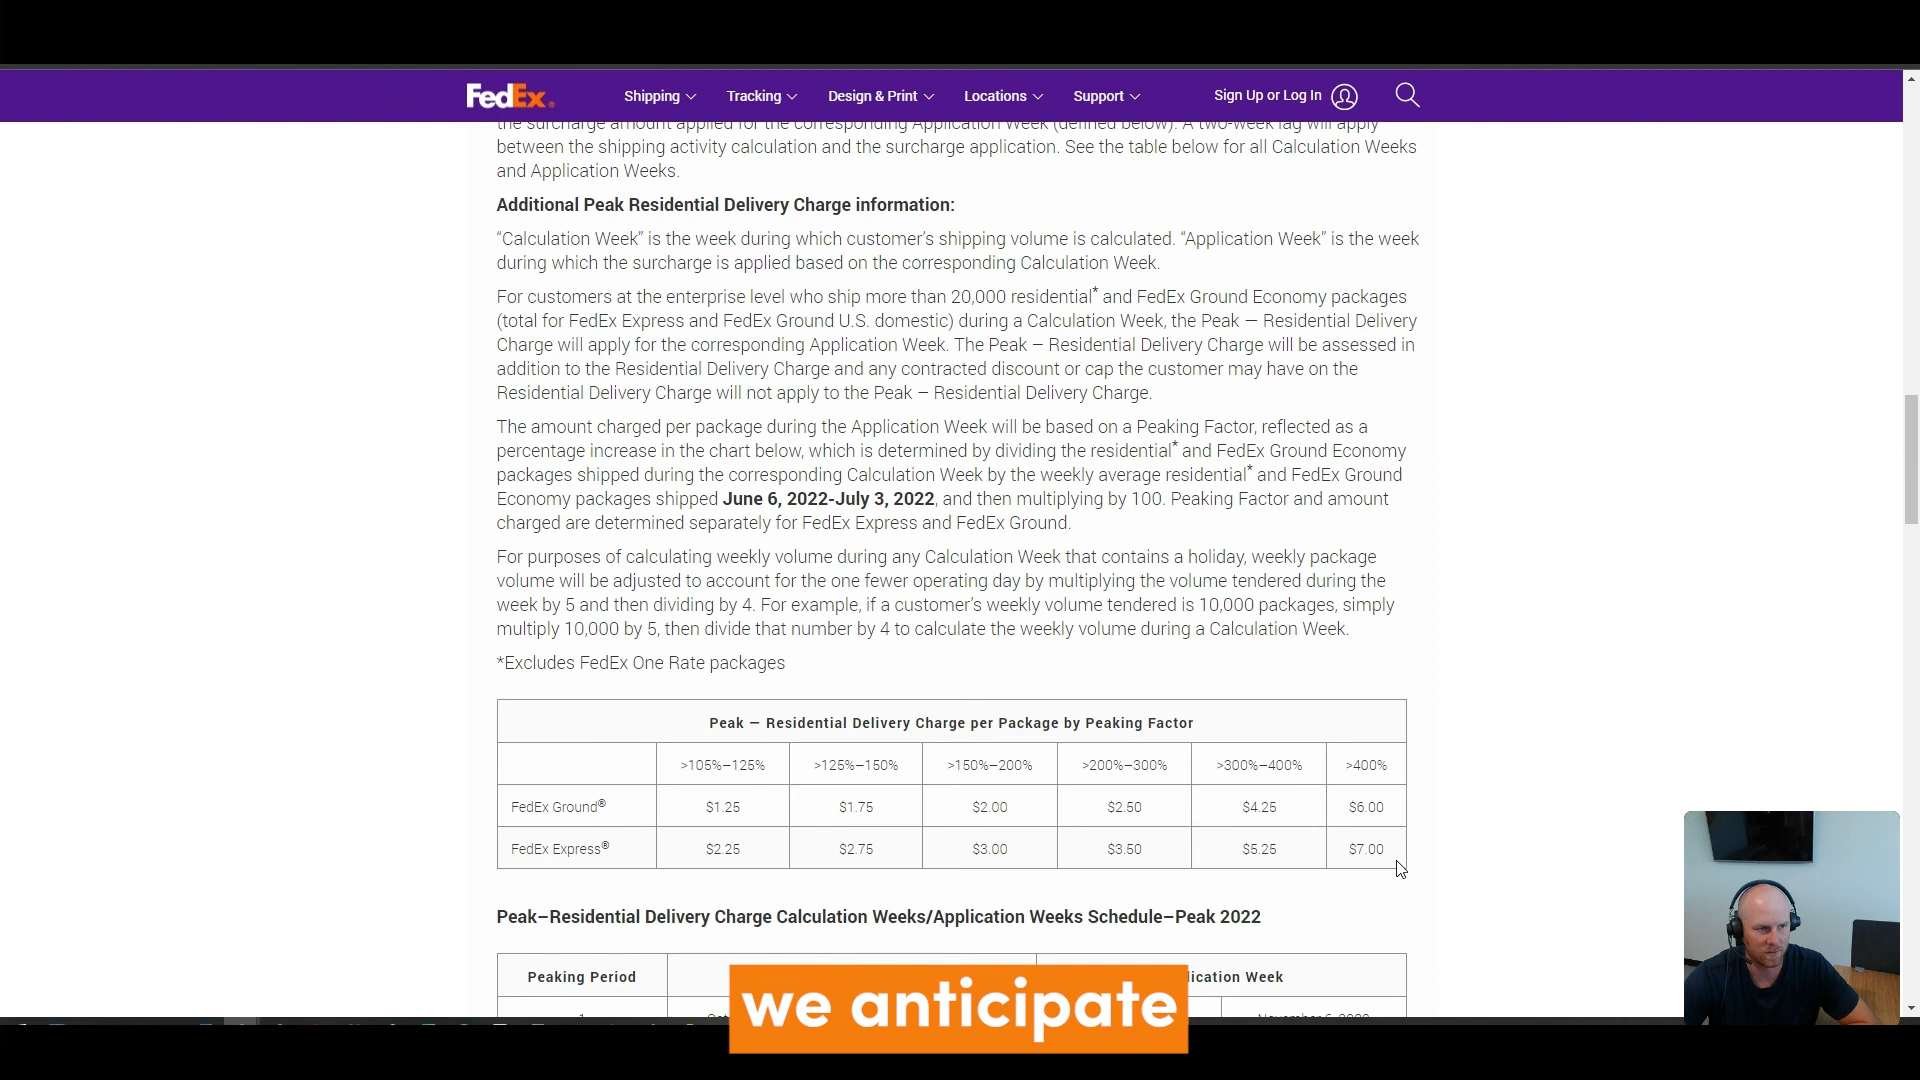 FedEx.
Shipping
Tracking
Design & Print
Locations
Support
Sign Up or Log In
the surcharge amount applied for the corresponding Application Week (defined below). A two-week lag will apply
between the shipping activity calculation and the surcharge application. See the table below for all Calculation Weeks
and Application Weeks.
Additional Peak Residential Delivery Charge information:
“Calculation Week” is the week during which customer’s shipping volume is calculated. “Application Week” is the week
during which the surcharge is applied based on the corresponding Calculation Week.
For customers at the enterprise level who ship more than 20,000 residential* and FedEx Ground Economy packages
(total for FedEx Express and FedEx Ground U.S. domestic) during a Calculation Week, the Peak — Residential Delivery
Charge will apply for the corresponding Application Week. The Peak – Residential Delivery Charge will be assessed in
addition to the Residential Delivery Charge and any contracted discount or cap the customer may have on the
Residential Delivery Charge will not apply to the Peak – Residential Delivery Charge.
The amount charged per package during the Application Week will be based on a Peaking Factor, reflected as a
percentage increase in the chart below, which is determined by dividing the residential* and FedEx Ground Economy
packages shipped during the corresponding Calculation Week by the weekly average residential* and FedEx Ground
Economy packages shipped June 6, 2022-July 3, 2022, and then multiplying by 100. Peaking Factor and amount
charged are determined separately for FedEx Express and FedEx Ground.
For purposes of calculating weekly volume during any Calculation Week that contains a holiday, weekly package
volume will be adjusted to account for the one fewer operating day by multiplying the volume tendered during the
week by 5 and then dividing by 4. For example, if a customer’s weekly volume tendered is 10,000 packages, simply
multiply 10,000 by 5, then divide that number by 4 to calculate the weekly volume during a Calculation Week.
*Excludes FedEx One Rate packages
Peak — Residential Delivery Charge per Package by Peaking Factor
>105%–125% >125%–150% >150%–200% >200%–300% >300%–400% >400%
FedEx Ground® $1.25 $1.75 $2.00 $2.50 $4.25 $6.00
FedEx Express® $2.25 $2.75 $3.00 $3.50 $5.25 $7.00
Peak–Residential Delivery Charge Calculation Weeks/Application Weeks Schedule–Peak 2022
Peaking Period
lication Week
we anticipate